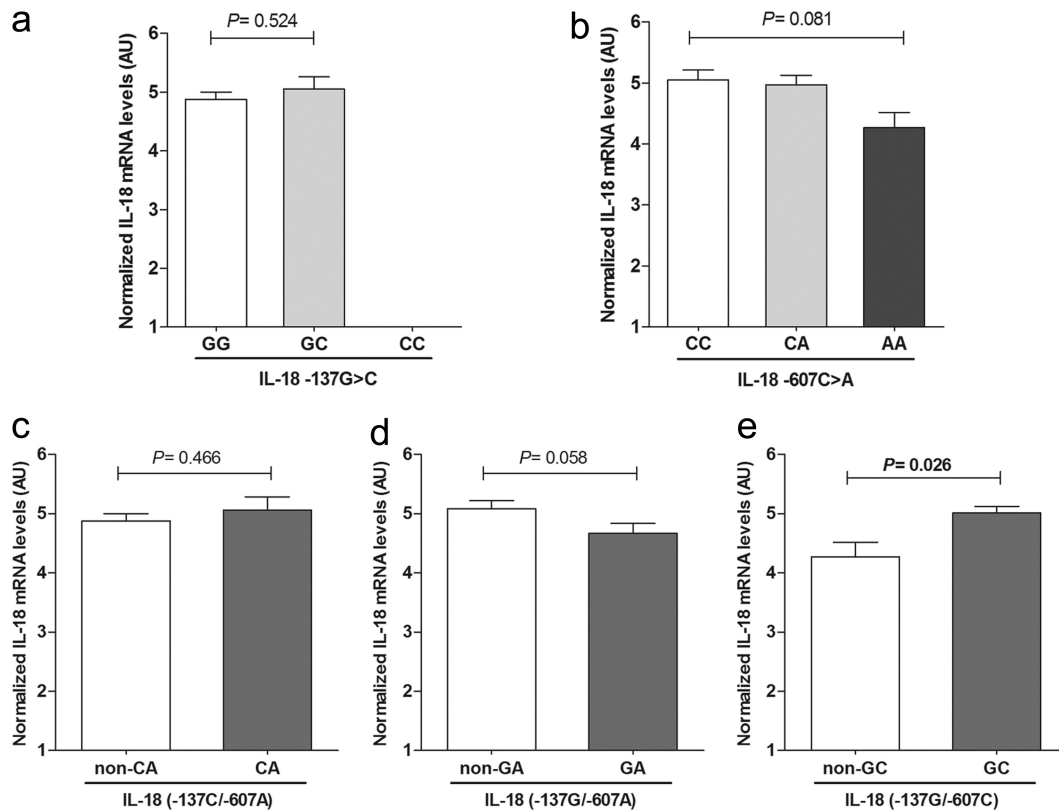 a
P= 0.524
Normalized IL-18 mRNA levels (AU)
6
5
4
3
2
1
GG GC CC
IL-18 -137G>C
b
P= 0.081
Normalized IL-18 mRNA levels (AU)
6
5
4
3
2
1
CC CA AA
IL-18 -607C>A
c
P= 0.466
Normalized IL-18 mRNA levels (AU)
6
5
4
3
2
1
non-CA CA
IL-18 (-137C/-607A)
d
P= 0.058
Normalized IL-18 mRNA levels (AU)
6
5
4
3
2
1
non-GA GA
IL-18 (-137G/-607A)
e
P= 0.026
Normalized IL-18 mRNA levels (AU)
6
5
4
3
2
1
non-GC GC
IL-18 (-137G/-607C)